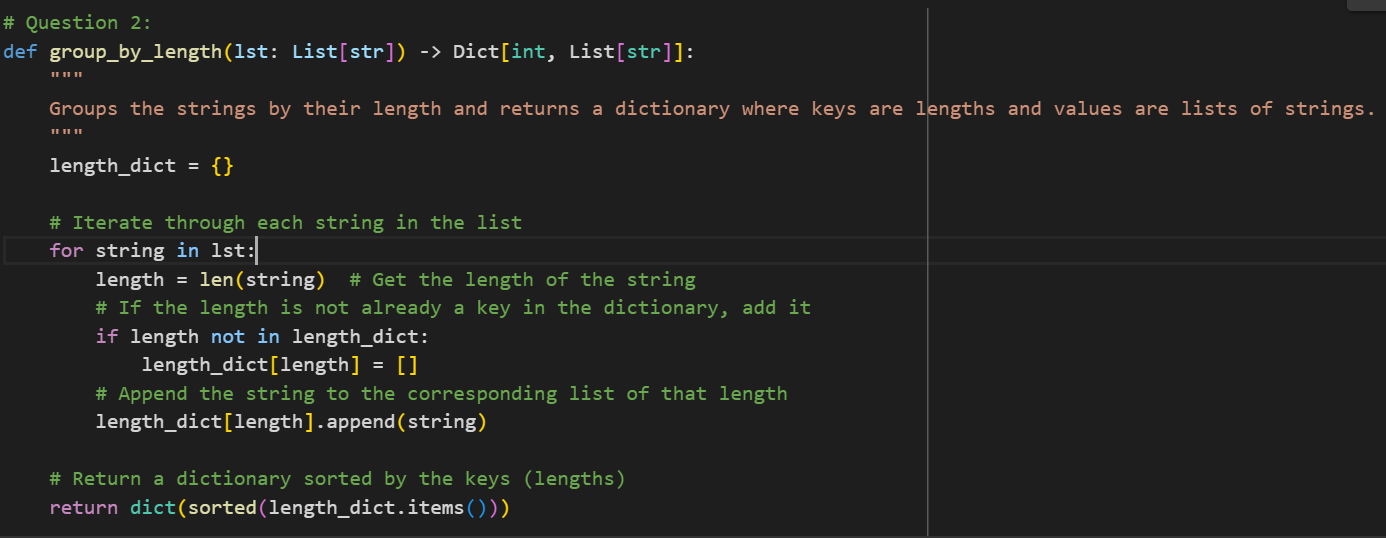 # Question 2:
def group_by_length(lst: List[str]) -> Dict[int, List[str]]:
    """
    Groups the strings by their length and returns a dictionary where keys are lengths and values are lists of strings.
    """
    length_dict = {}

    # Iterate through each string in the list
    for string in lst:
        length = len(string)  # Get the length of the string
        # If the length is not already a key in the dictionary, add it
        if length not in length_dict:
            length_dict[length] = []
        # Append the string to the corresponding list of that length
        length_dict[length].append(string)

    # Return a dictionary sorted by the keys (lengths)
    return dict(sorted(length_dict.items()))